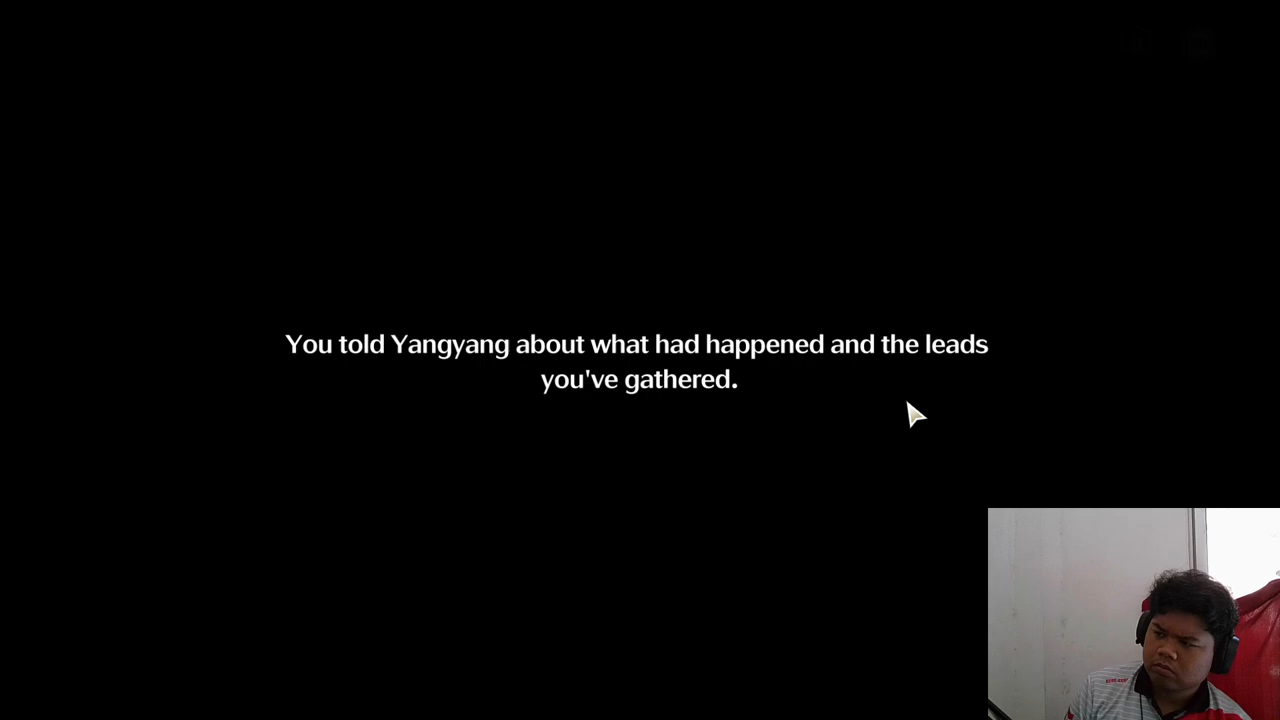 You told Yangyang about what had happened and the leads
you've gathered.